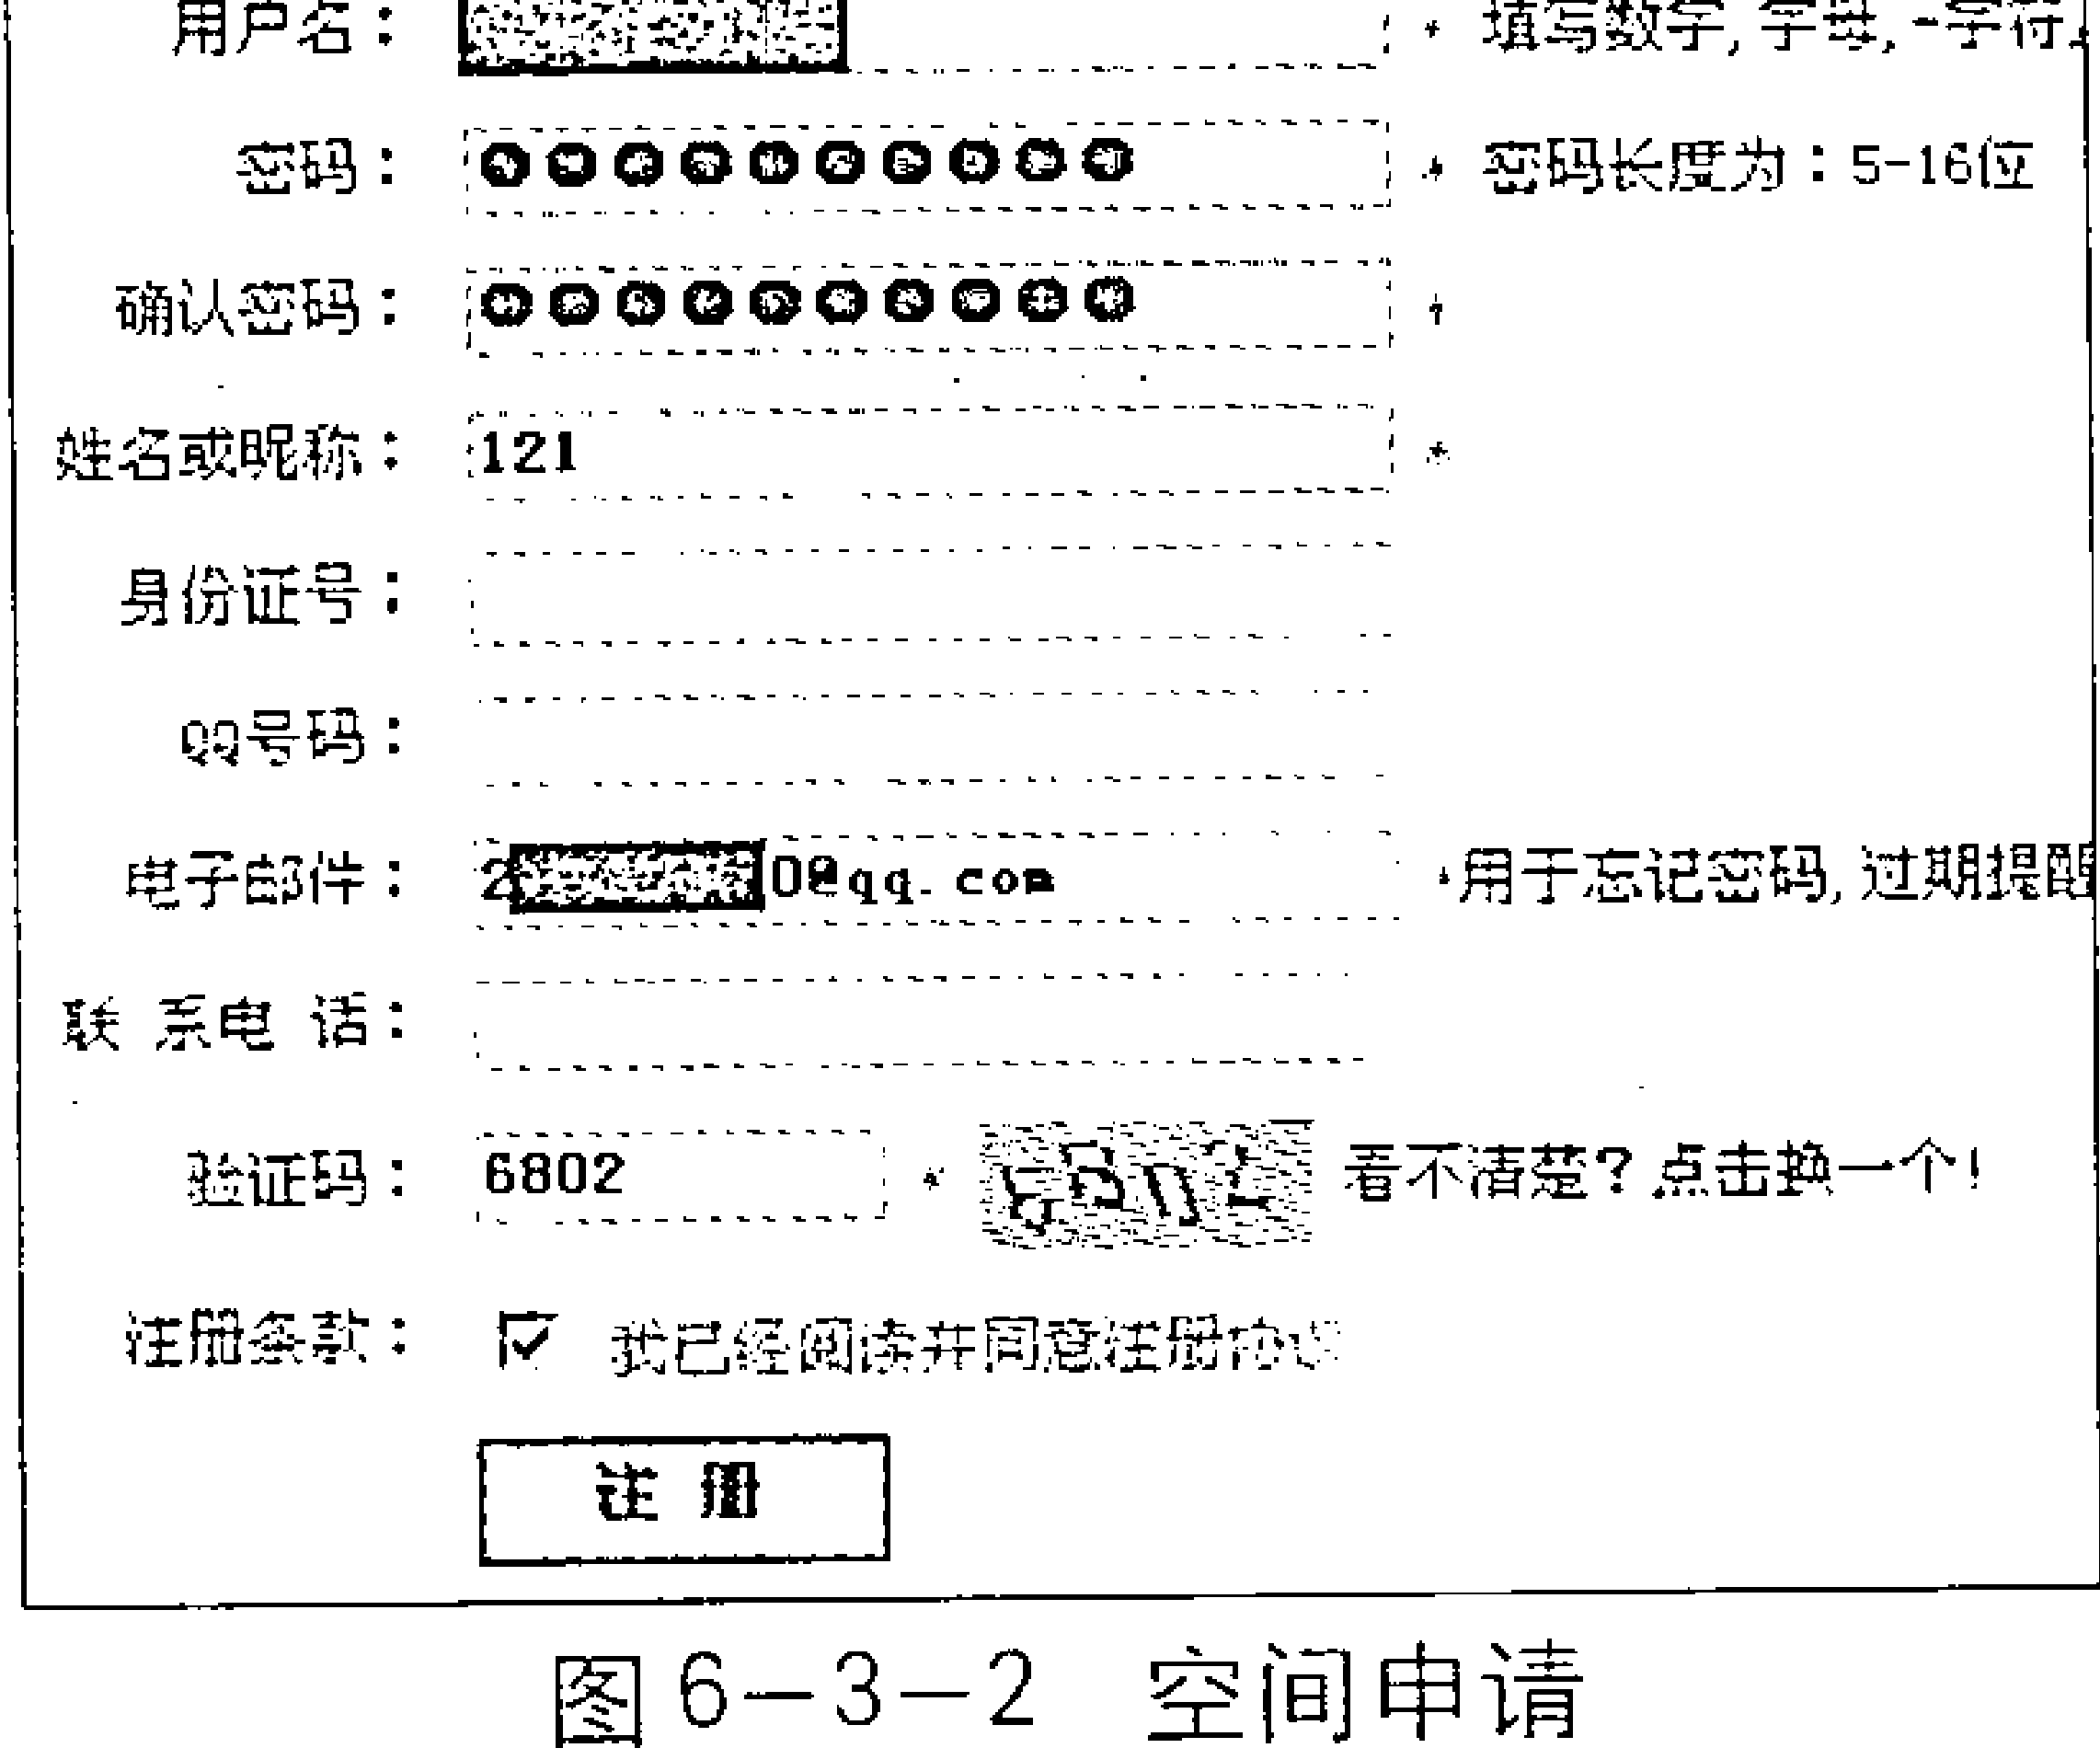 用户名： * 填写数字, 字母, -字符,
密码： ●●●●●●●●●● * 密码长度为：5-16位
确认密码： ●●●●●●●●●● *
姓名或昵称： 121 *
身份证号：
QQ号码：
电子邮件： 2 0@qq.com *用于忘记密码, 过期提醒
联 系电 话：
验证码： 6802 * 看不清楚? 点击换一个!
注册条款： 我已经阅读并同意注册协议
注 册
图 6－3－2 空间申请